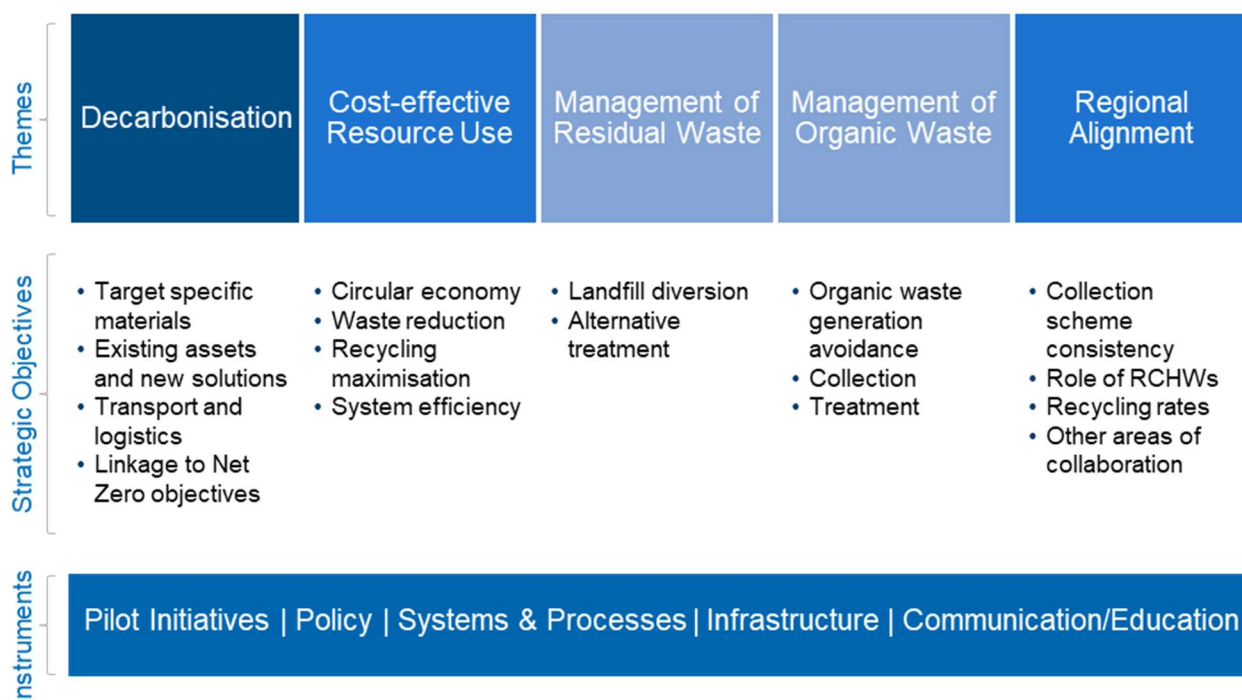 Themes
Decarbonisation
Cost-effective
Resource Use
Management of
Residual Waste
Management of
Organic Waste
Regional
Alignment
Strategic Objectives
• Target specific
materials
• Existing assets
and new solutions
• Transport and
logistics
• Linkage to Net
Zero objectives
• Circular economy
• Waste reduction
• Recycling
maximisation
• System efficiency
• Landfill diversion
• Alternative
treatment
• Organic waste
generation
avoidance
• Collection
• Treatment
• Collection
scheme
consistency
• Role of RCHWs
• Recycling rates
• Other areas of
collaboration
nstruments
Pilot Initiatives | Policy | Systems & Processes | Infrastructure | Communication/Education